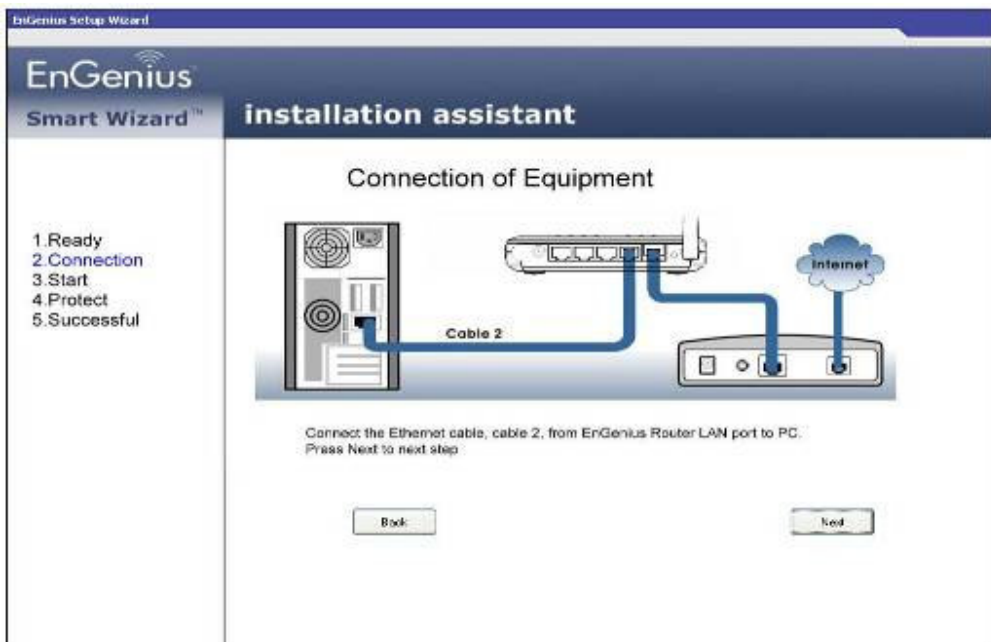 EnGenius Setup Wizard
EnGenius
Smart Wizard™
installation assistant
Connection of Equipment
1.Ready
2.Connection
3.Start
4.Protect
5.Successful
Internet
Cable 2
Connect the Ethernet cable, cable 2, from EnGenius Router LAN port to PC.
Press Next to next step
Back
Next